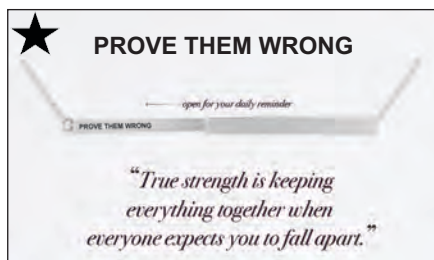 PROVE THEM WRONG
open for your daily reminder
PROVE THEM WRONG
“True strength is keeping
everything together when
everyone expects you to fall apart.”